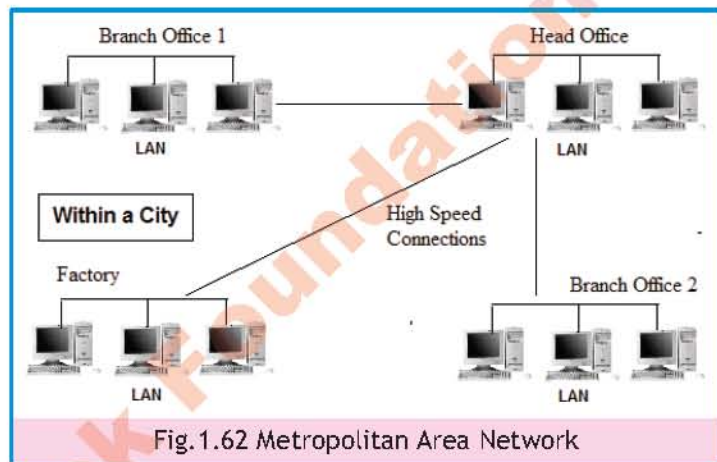 Branch Office 1
Head Office
LAN
LAN
Within a City
High Speed
Connections
Factory
Branch Office 2
LAN
LAN
Fig.1.62 Metropolitan Area Network
k Foundation